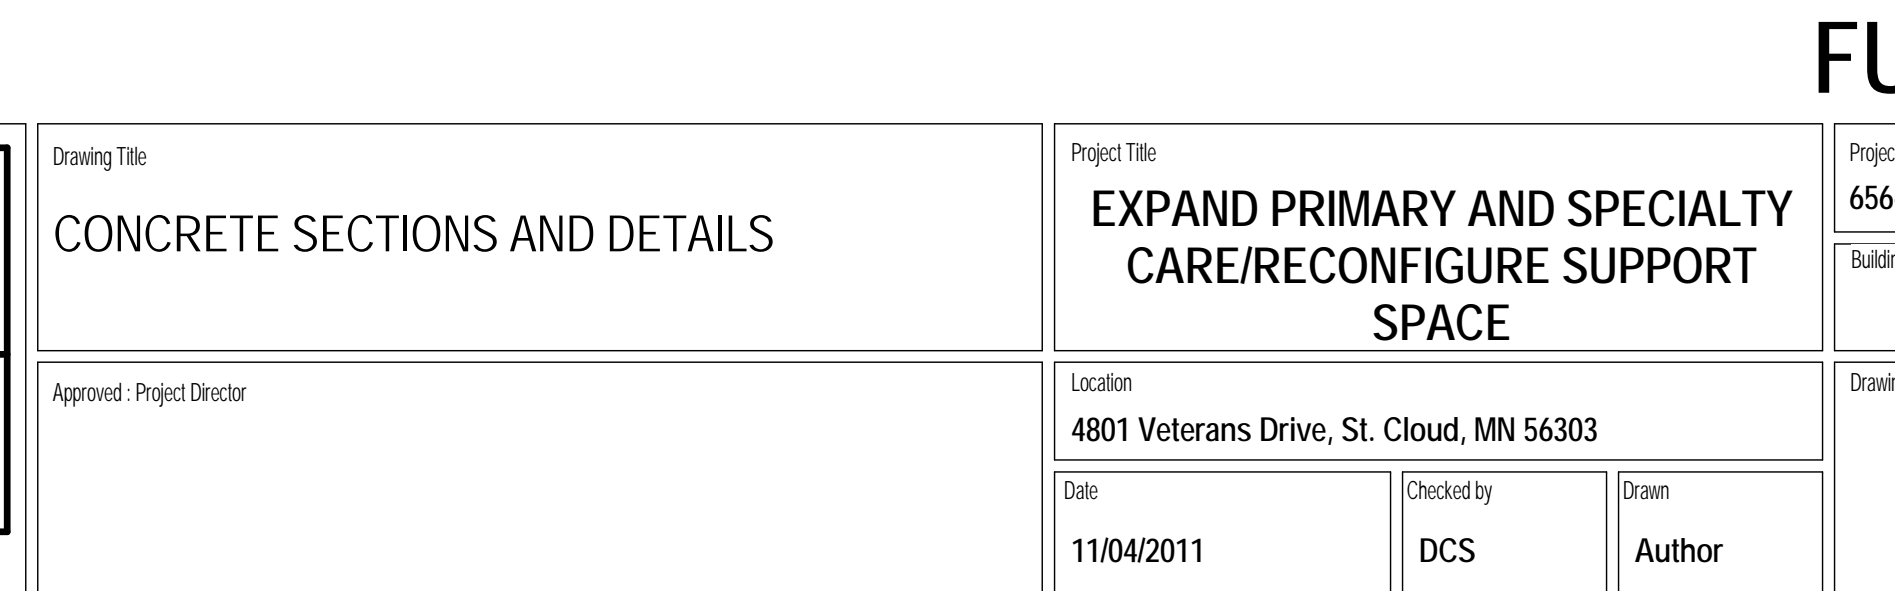 FU
Drawing Title
CONCRETE SECTIONS AND DETAILS
Project Title
EXPAND PRIMARY AND SPECIALTY
CARE/RECONFIGURE SUPPORT
SPACE
Projec
656
Buildin
Approved : Project Director
Location
4801 Veterans Drive, St. Cloud, MN 56303
Drawin
Date
11/04/2011
Checked by
DCS
Drawn
Author